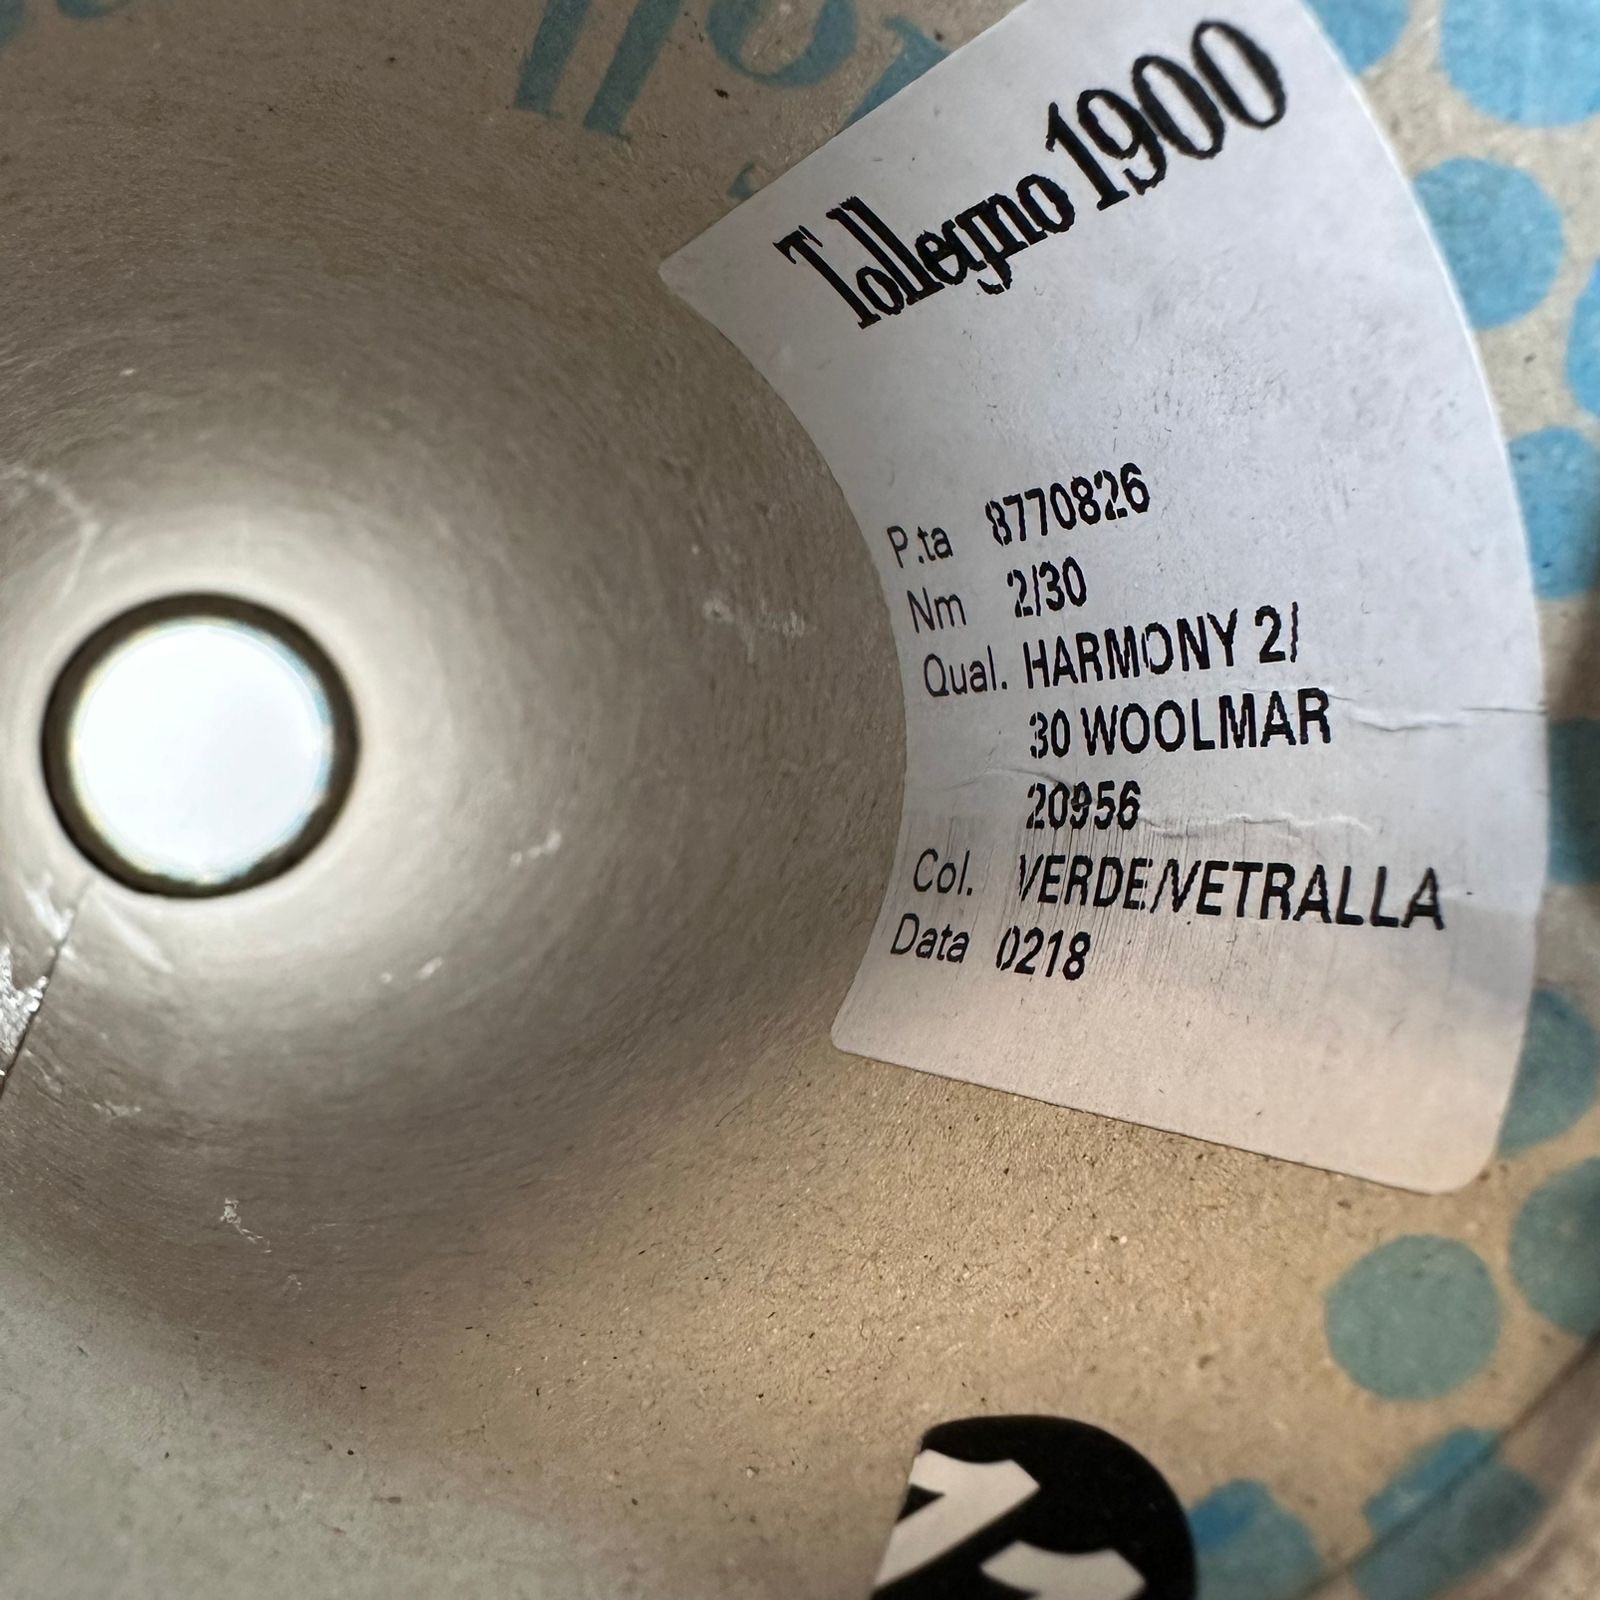 Tollegno 1900
P.ta 8770826
Nm 2/30
Qual. HARMONY 2/
30 WOOLMAR
20956
Col. VERDE/VETRALLA
Data 0218